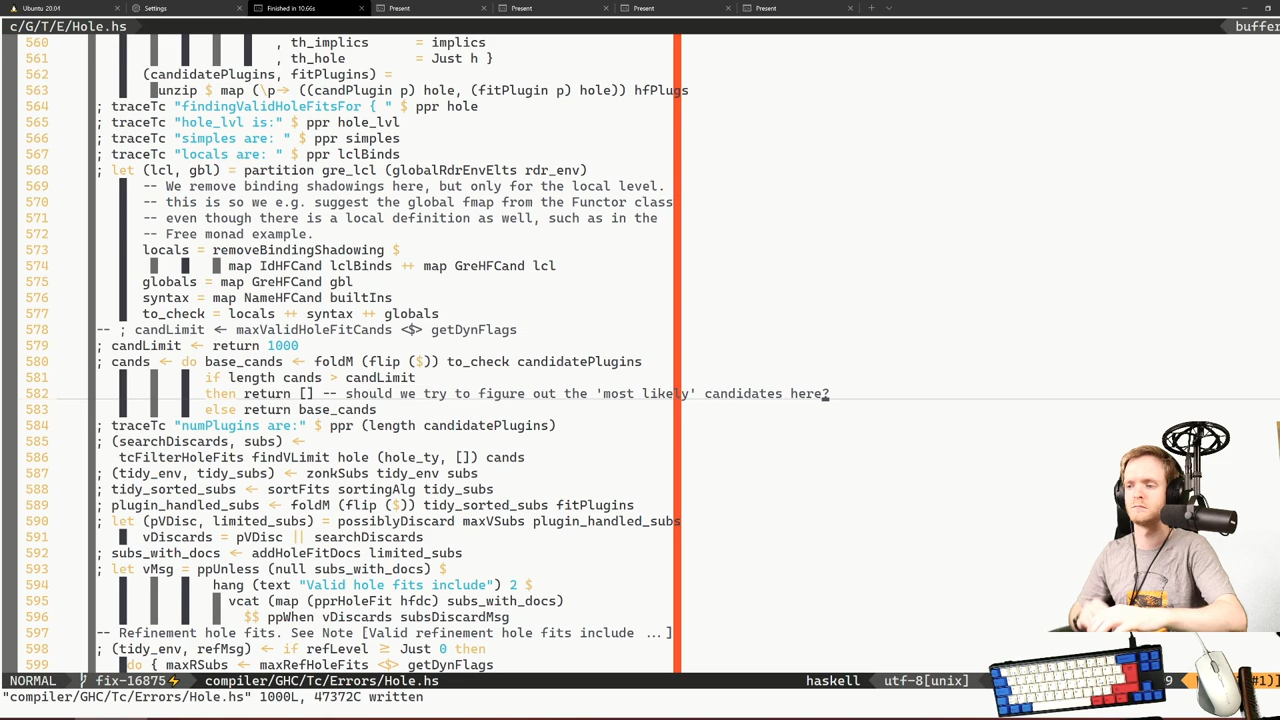 Ubuntu 20.04 × Settings × Finished in 10.66s × Present × Present × Present × Present ×
c/G/T/E/Hole.hs buffer
560 , th_implics = implics
561 , th_hole = Just h }
562 (candidatePlugins, fitPlugins) =
563 unzip $ map (\p-> ((candPlugin p) hole, (fitPlugin p) hole)) hfPlugs
564 ; traceTc "findingValidHoleFitsFor { " $ ppr hole
565 ; traceTc "hole_lvl is:" $ ppr hole_lvl
566 ; traceTc "simples are: " $ ppr simples
567 ; traceTc "locals are: " $ ppr lclBinds
568 ; let (lcl, gbl) = partition gre_lcl (globalRdrEnvElts rdr_env)
569 -- We remove binding shadowings here, but only for the local level.
570 -- this is so we e.g. suggest the global fmap from the Functor class
571 -- even though there is a local definition as well, such as in the
572 -- Free monad example.
573 locals = removeBindingShadowing $
574 map IdHFCand lclBinds ++ map GreHFCand lcl
575 globals = map GreHFCand gbl
576 syntax = map NameHFCand builtIns
577 to_check = locals ++ syntax ++ globals
578 -- ; candLimit <- maxValidHoleFitCands <$> getDynFlags
579 ; candLimit <- return 1000
580 ; cands <- do base_cands <- foldM (flip ($)) to_check candidatePlugins
581 if length cands > candLimit
582 then return [] -- should we try to figure out the 'most likely' candidates here?
583 else return base_cands
584 ; traceTc "numPlugins are:" $ ppr (length candidatePlugins)
585 ; (searchDiscards, subs) <-
586 tcFilterHoleFits findVLimit hole (hole_ty, []) cands
587 ; (tidy_env, tidy_subs) <- zonkSubs tidy_env subs
588 ; tidy_sorted_subs <- sortFits sortingAlg tidy_subs
589 ; plugin_handled_subs <- foldM (flip ($)) tidy_sorted_subs fitPlugins
590 ; let (pVDisc, limited_subs) = possiblyDiscard maxVSubs plugin_handled_subs
591 vDiscards = pVDisc || searchDiscards
592 ; subs_with_docs <- addHoleFitDocs limited_subs
593 ; let vMsg = ppUnless (null subs_with_docs) $
594 hang (text "Valid hole fits include") 2 $
595 vcat (map (pprHoleFit hfdc) subs_with_docs)
596 $$ ppWhen vDiscards subsDiscardMsg
597 -- Refinement hole fits. See Note [Valid refinement hole fits include ...]
598 ; (tidy_env, refMsg) <- if refLevel >= Just 0 then
599 do { maxRSubs <- maxRefHoleFits <$> getDynFlags
NORMAL fix-16875⚡ compiler/GHC/Tc/Errors/Hole.hs haskell utf-8[unix] 9 #1)]
"compiler/GHC/Tc/Errors/Hole.hs" 1000L, 47372C written